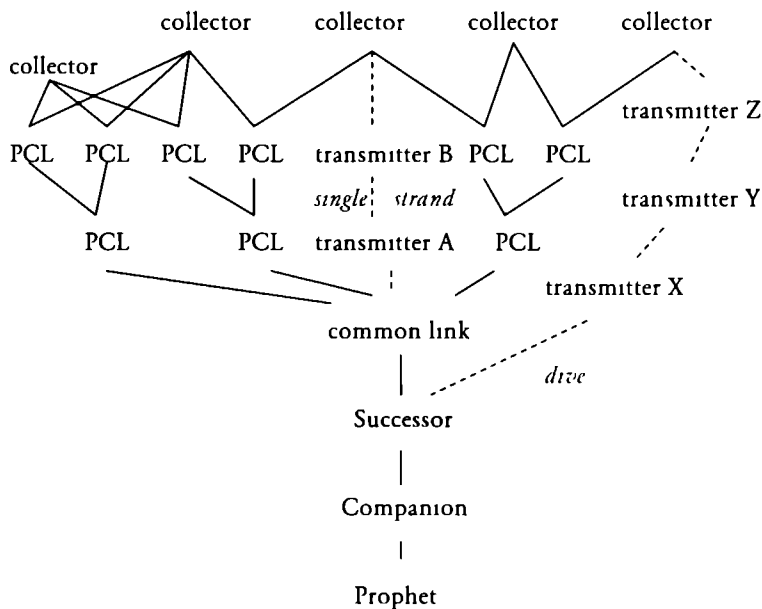 collector collector collector collector
collector
transmitter Z
PCL PCL PCL PCL transmitter B PCL PCL
single strand transmitter Y
PCL PCL transmitter A PCL
transmitter X
common link
dive
Successor
Companion
Prophet